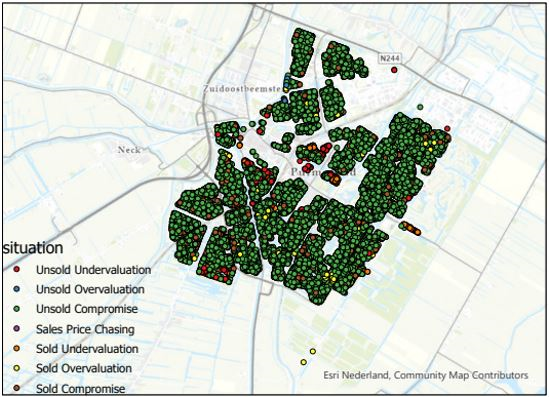 N244
Zuidoostbeemster
Neck
situation
Unsold Undervaluation
Unsold Overvaluation
Unsold Compromise
Sales Price Chasing
Sold Undervaluation
Sold Overvaluation
Sold Compromise
Esri Nederland, Community Map Contributors